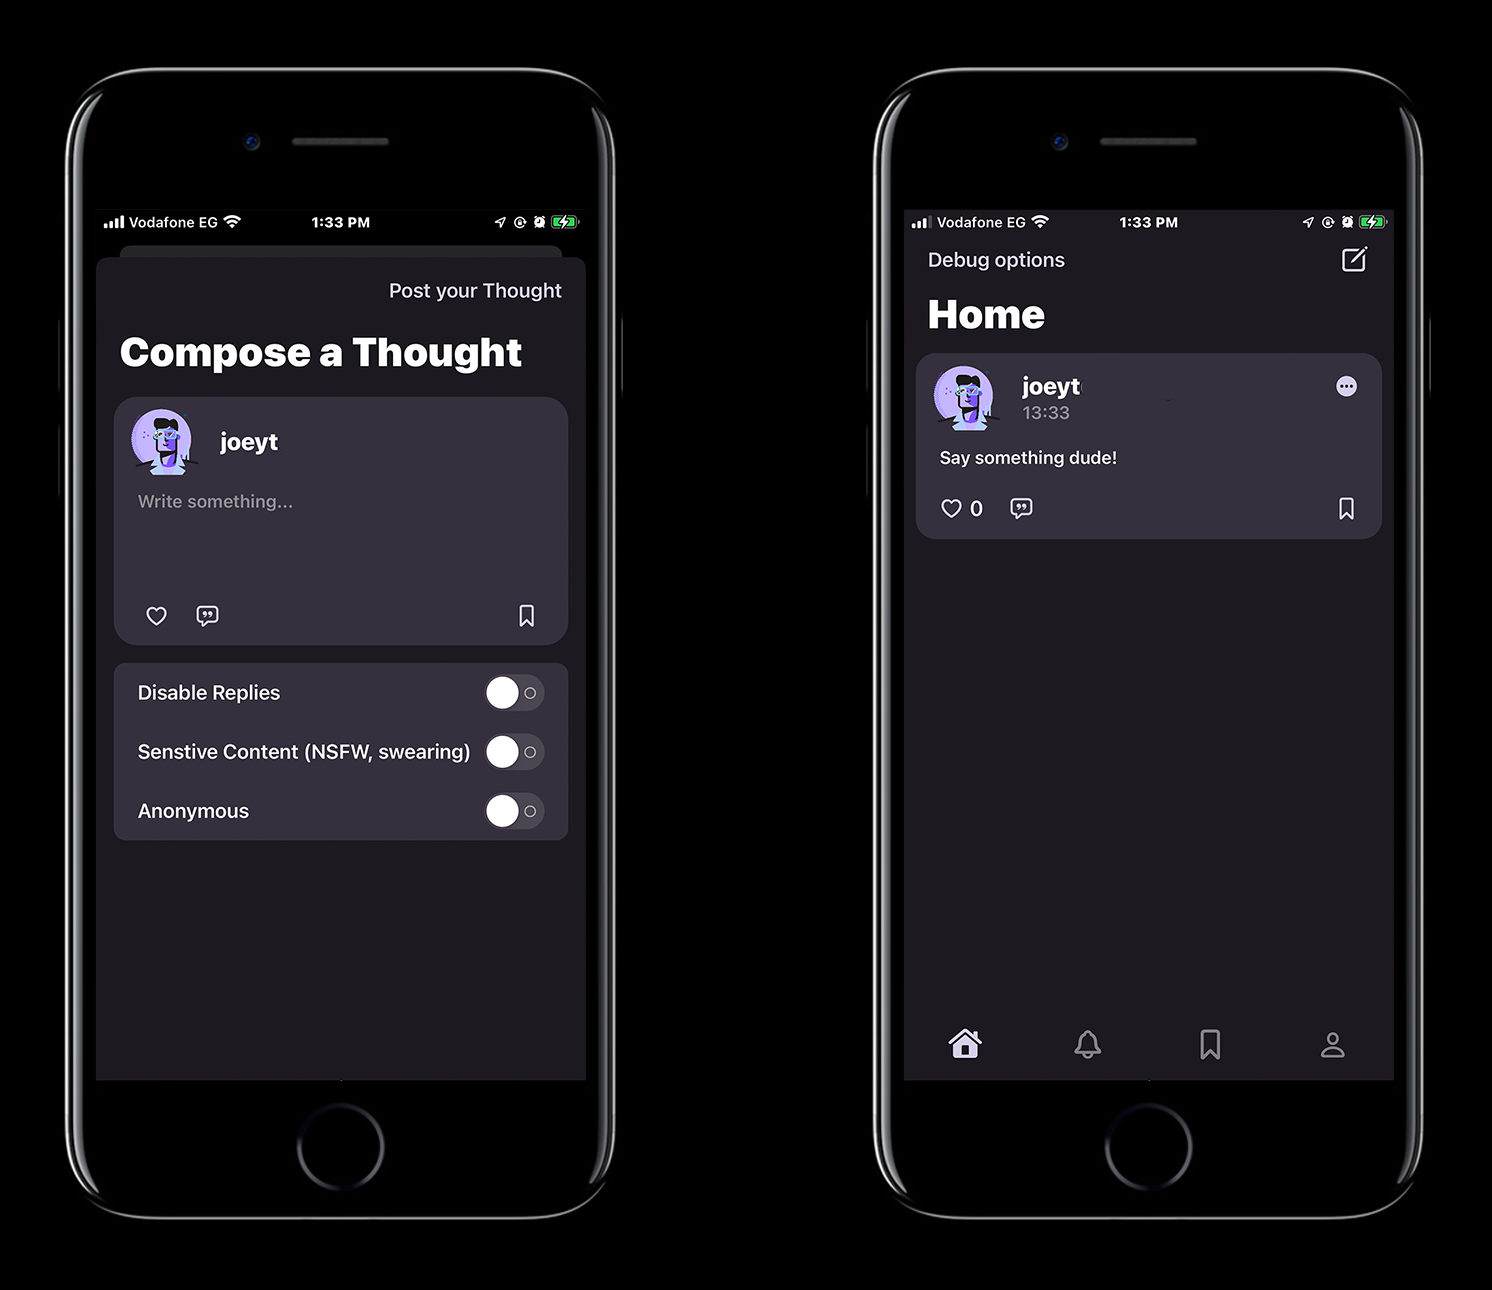 Vodafone EG
1:33 PM
Post your Thought
Compose a Thought
joeyt
Write something...
Disable Replies
Senstive Content (NSFW, swearing)
Anonymous
Vodafone EG
1:33 PM
Debug options
Home
joeyt
13:33
Say something dude!
0